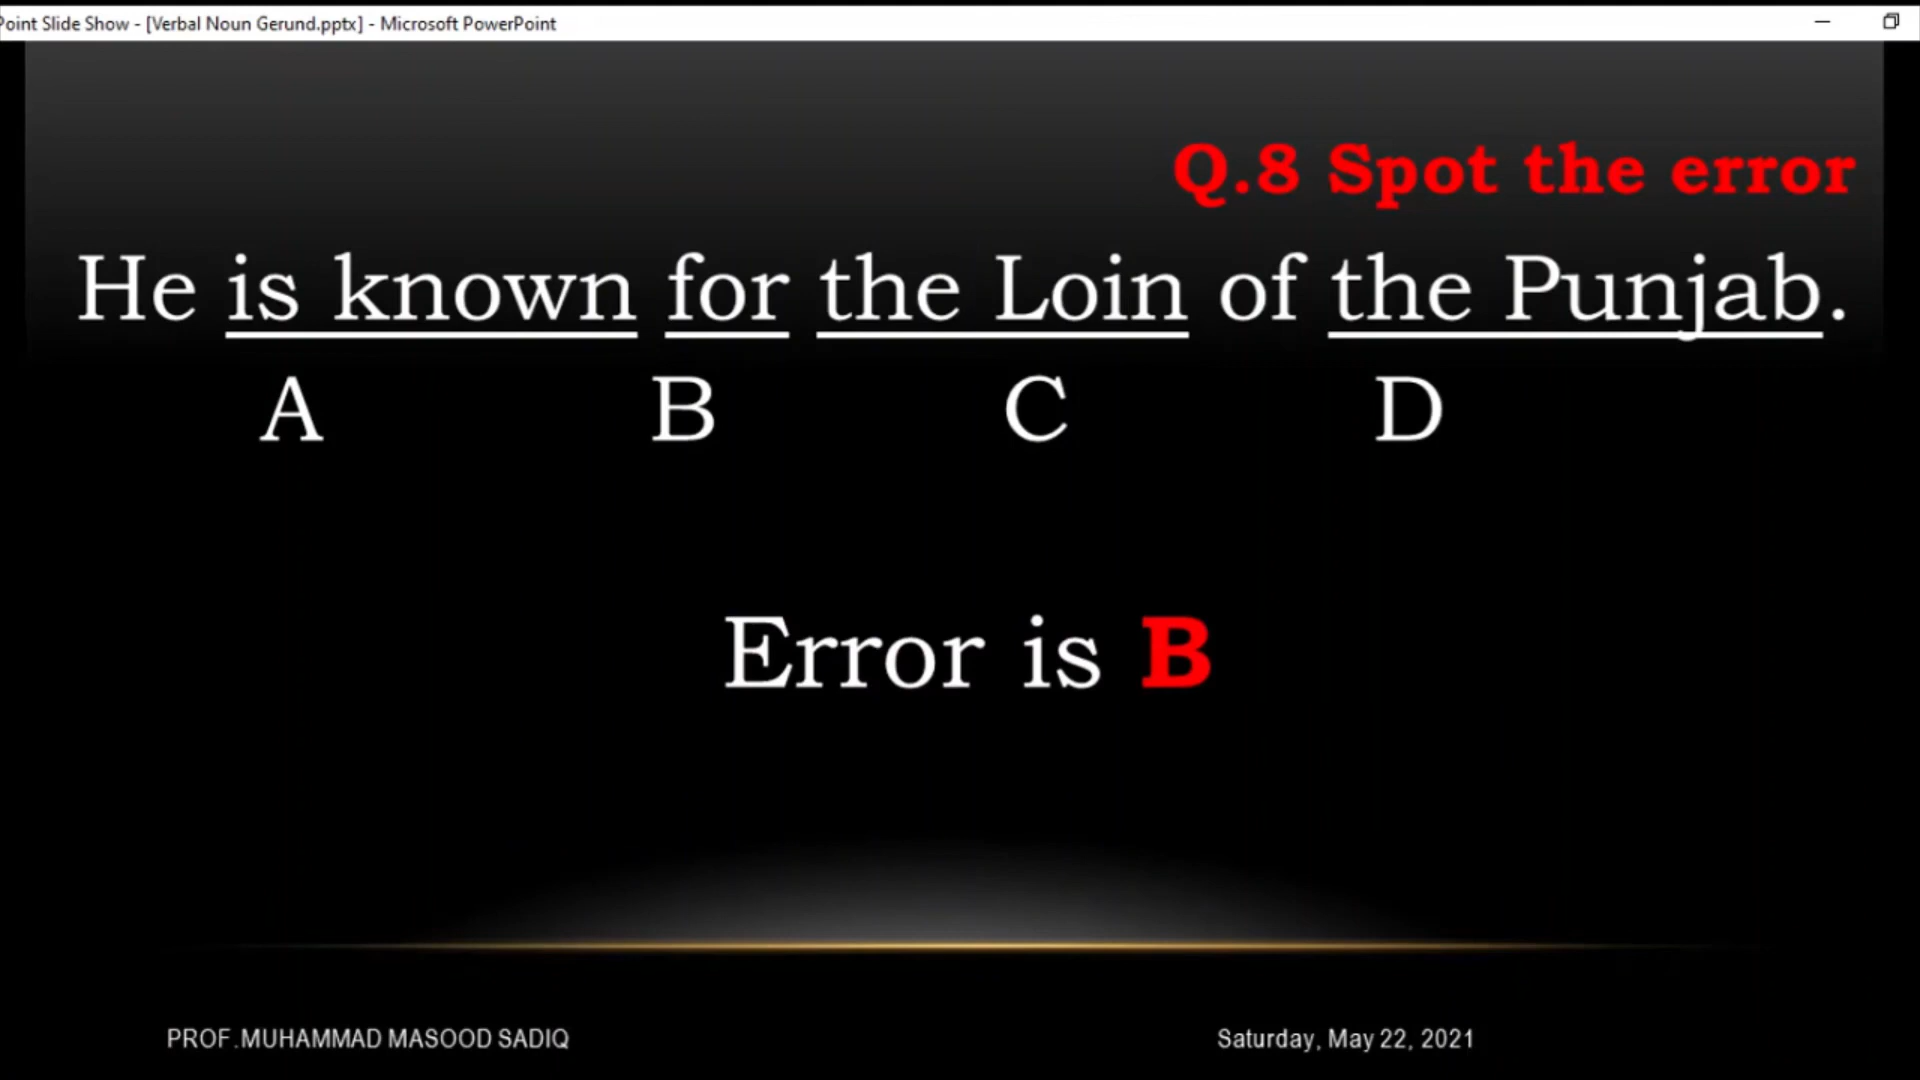 Point Slide Show - [Verbal Noun Gerund.pptx] - Microsoft PowerPoint
Q.8 Spot the error
He is known for the Loin of the Punjab.
A B C D
Error is B
PROF.MUHAMMAD MASOOD SADIQ
Saturday, May 22, 2021